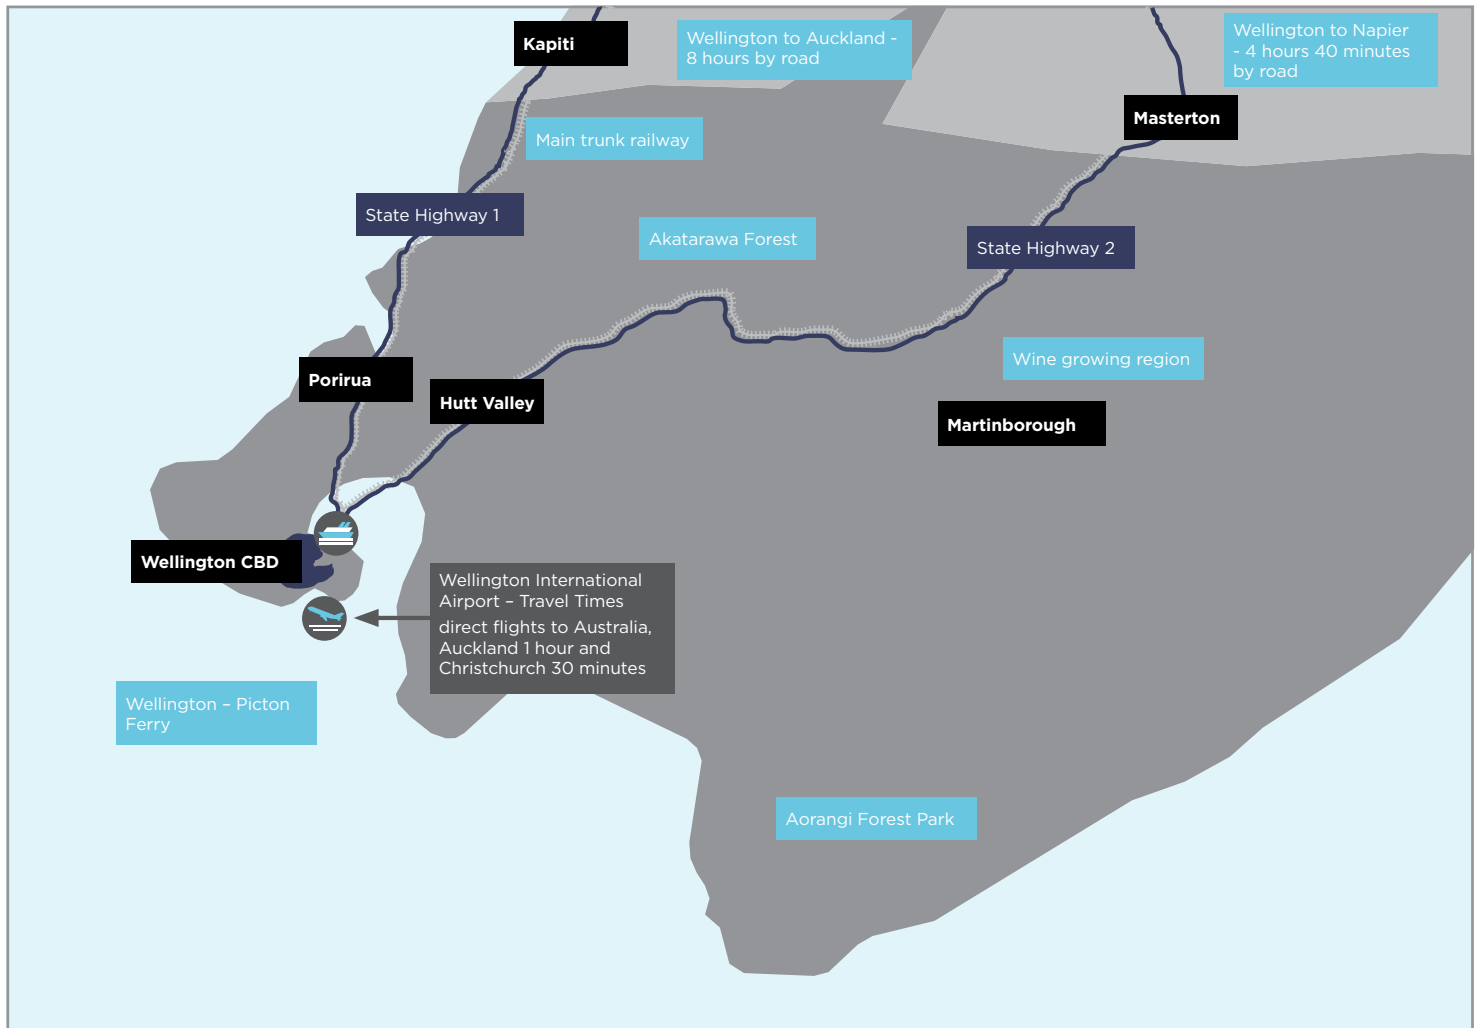 Kapiti
Wellington to Auckland -
8 hours by road
Wellington to Napier
- 4 hours 40 minutes
by road
Masterton
Main trunk railway
State Highway 1
Akatarawa Forest
State Highway 2
Wine growing region
Porirua
Hutt Valley
Martinborough
Wellington CBD
Wellington International
Airport – Travel Times
direct flights to Australia,
Auckland 1 hour and
Christchurch 30 minutes
Wellington – Picton
Ferry
Aorangi Forest Park